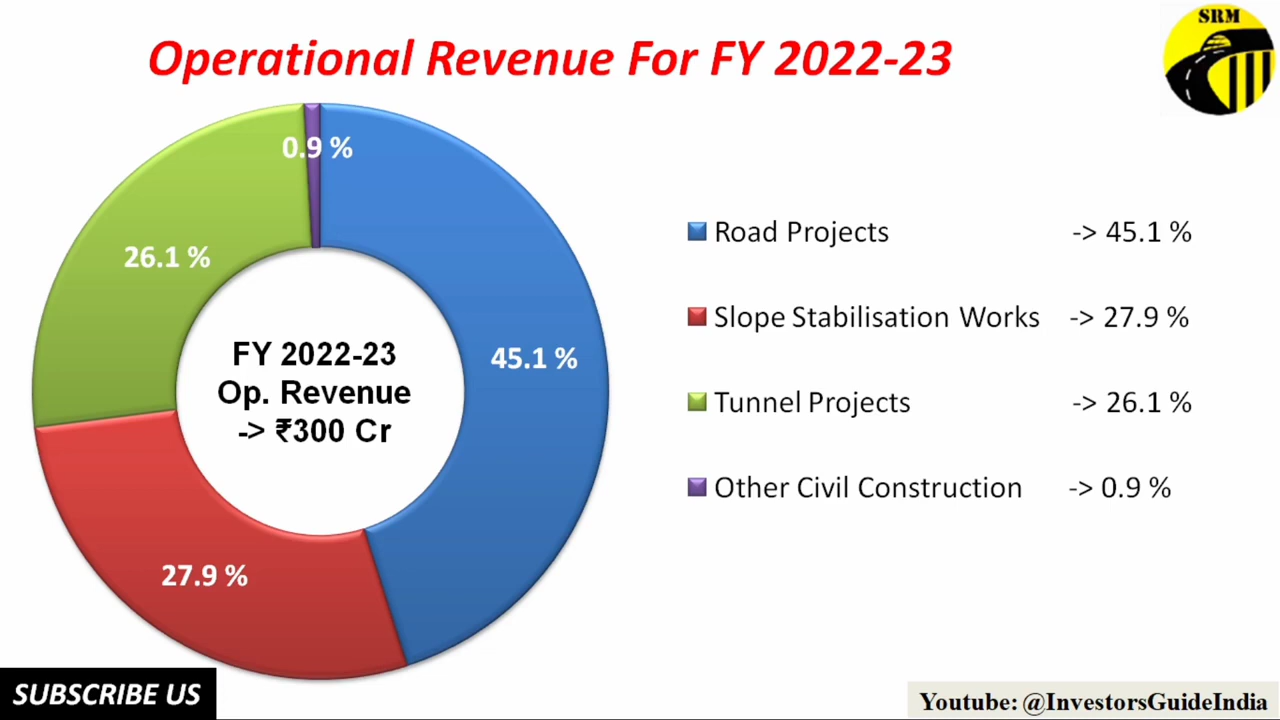 Operational Revenue For FY 2022-23
SRM
0.9 %
26.1 %
45.1 %
27.9 %
FY 2022-23
Op. Revenue
-> ₹300 Cr
Road Projects -> 45.1 %
Slope Stabilisation Works -> 27.9 %
Tunnel Projects -> 26.1 %
Other Civil Construction -> 0.9 %
SUBSCRIBE US
Youtube: @InvestorsGuideIndia